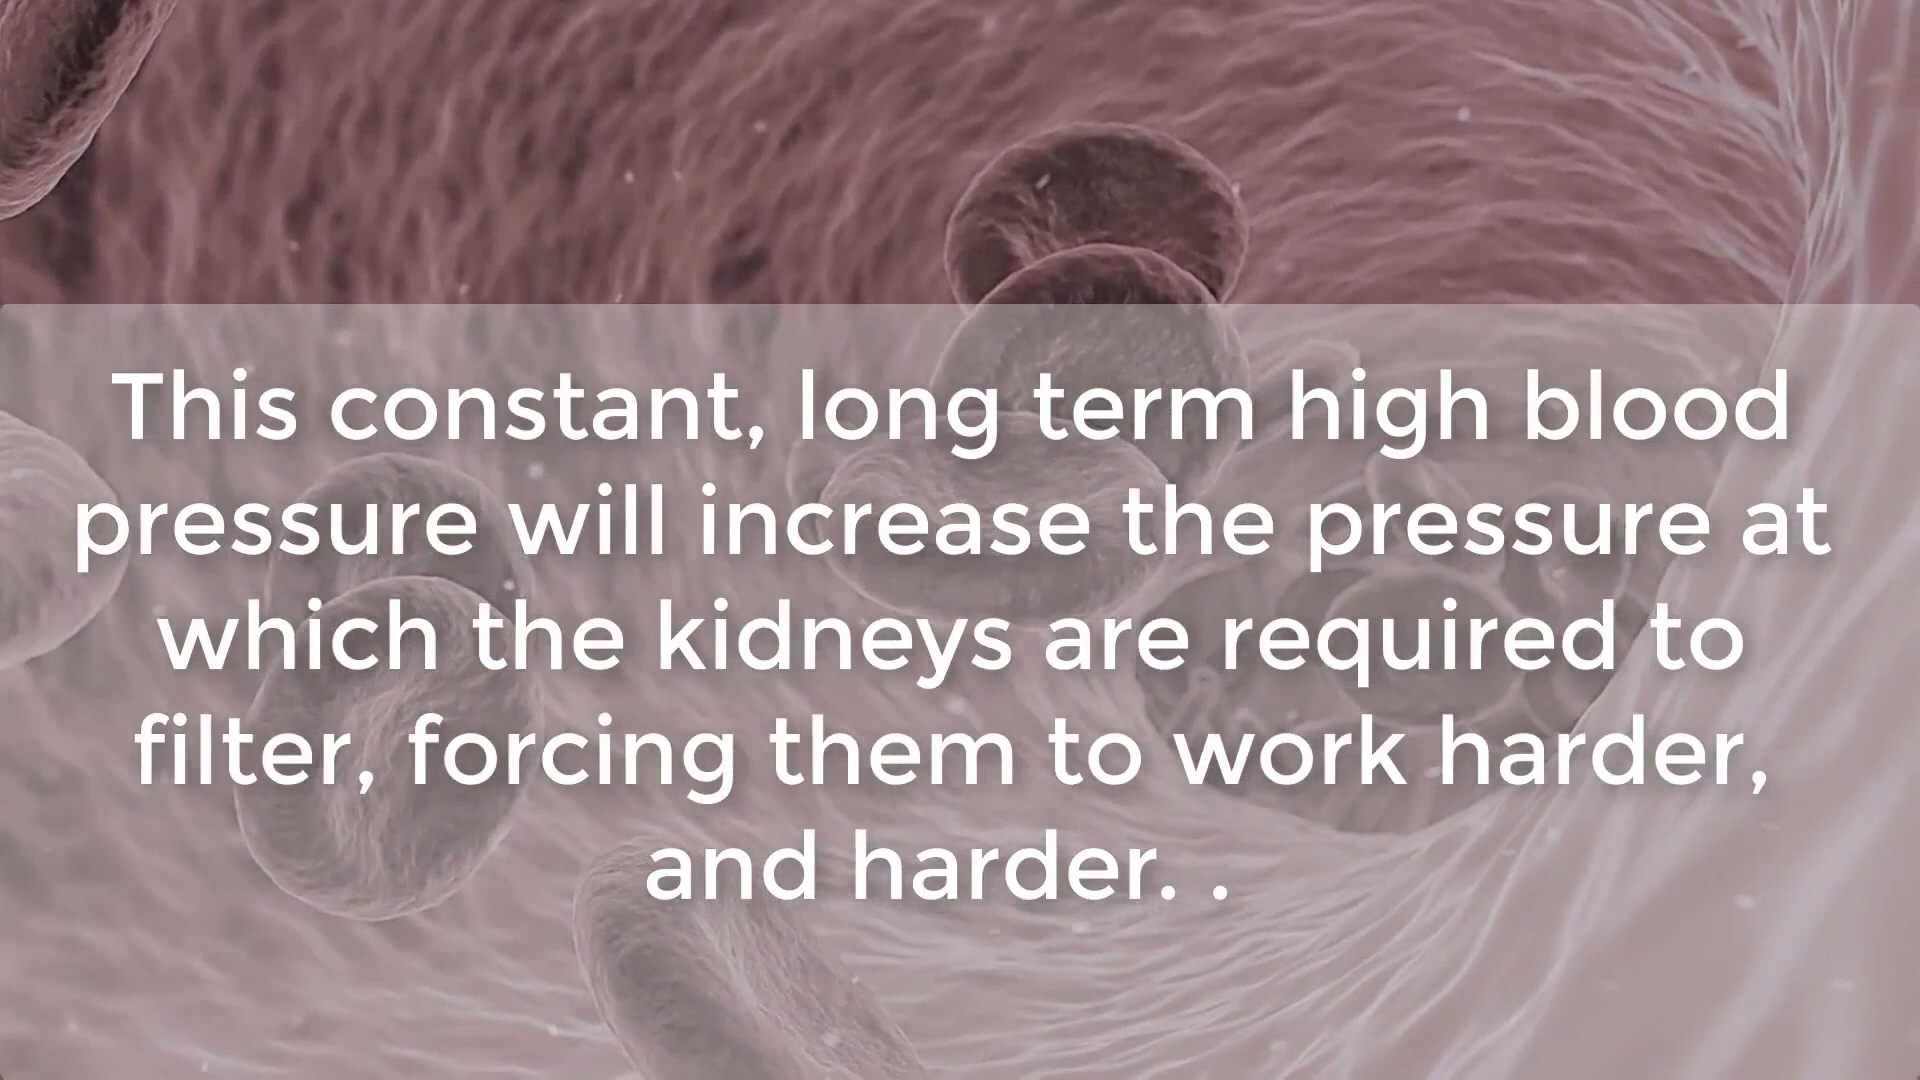 This constant, long term high blood
pressure will increase the pressure at
which the kidneys are required to
filter, forcing them to work harder,
and harder. .